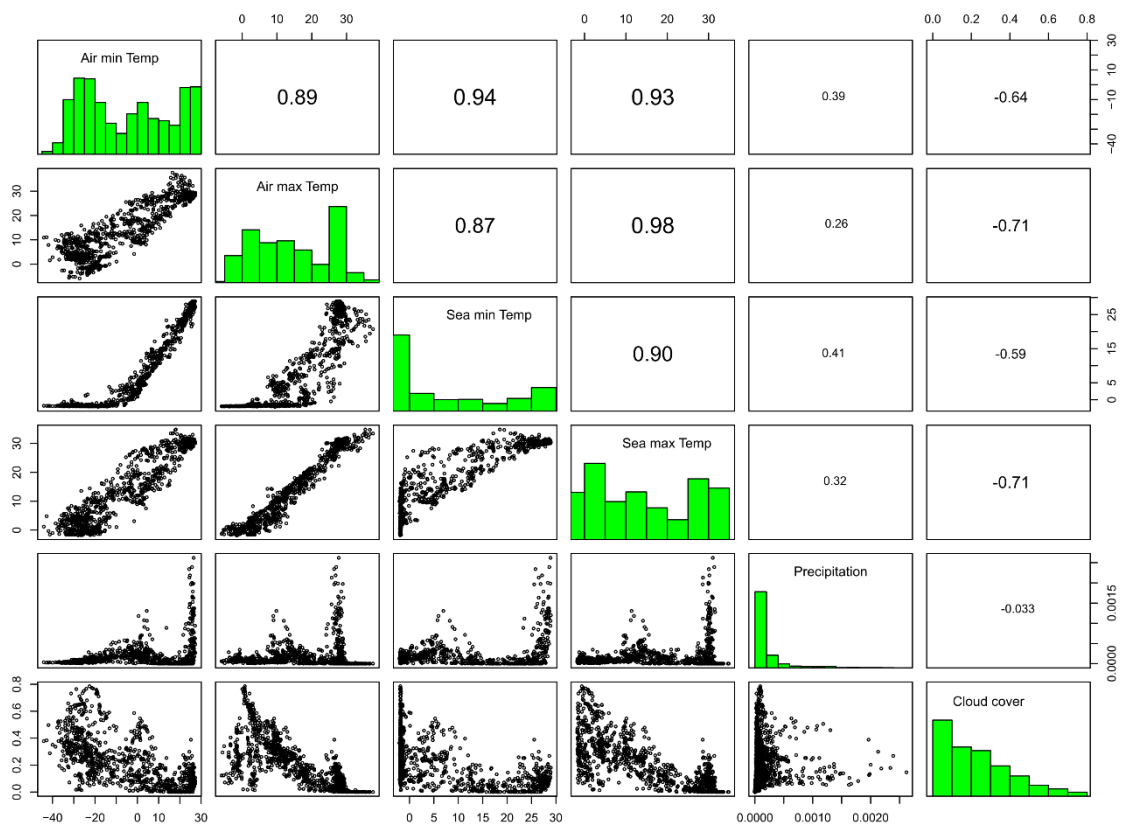 0 10 20 30
0 10 20 30
0.0 0.2 0.4 0.6 0.8
Air min Temp
0.89
0.94
0.93
0.39
-0.64
−40 −10 10 30
0 10 20 30
Air max Temp
0.87
0.98
0.26
-0.71
Sea min Temp
0.90
0.41
-0.59
0 5 15 25
0 10 20 30
Sea max Temp
0.32
-0.71
Precipitation
-0.033
0.0000 0.0015
0.0 0.2 0.4 0.6 0.8
Cloud cover
−40 −20 0 10 30
0 5 10 15 20 25 30
0.0000 0.0010 0.0020